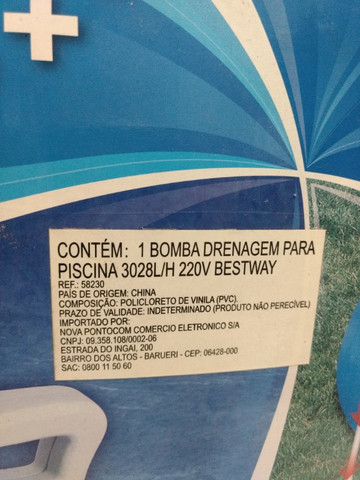 CONTÉM: 1 BOMBA DRENAGEM PARA
PISCINA 3028L/H 220V BESTWAY
REF.: 58230
PAÍS DE ORIGEM: CHINA
COMPOSIÇÃO: POLICLORETO DE VINILA (PVC)
PRAZO DE VALIDADE: INDETERMINADO (PRODUTO NÃO PERECÍVEL)
IMPORTADO POR:
NOVA PONTOCOM COMERCIO ELETRONICO S/A
CNPJ: 09.358.108/0002-06
ESTRADA DO INGAI, 200
BAIRRO DOS ALTOS - BARUERI - CEP: 06428-000
SAC: 0800 11 50 60